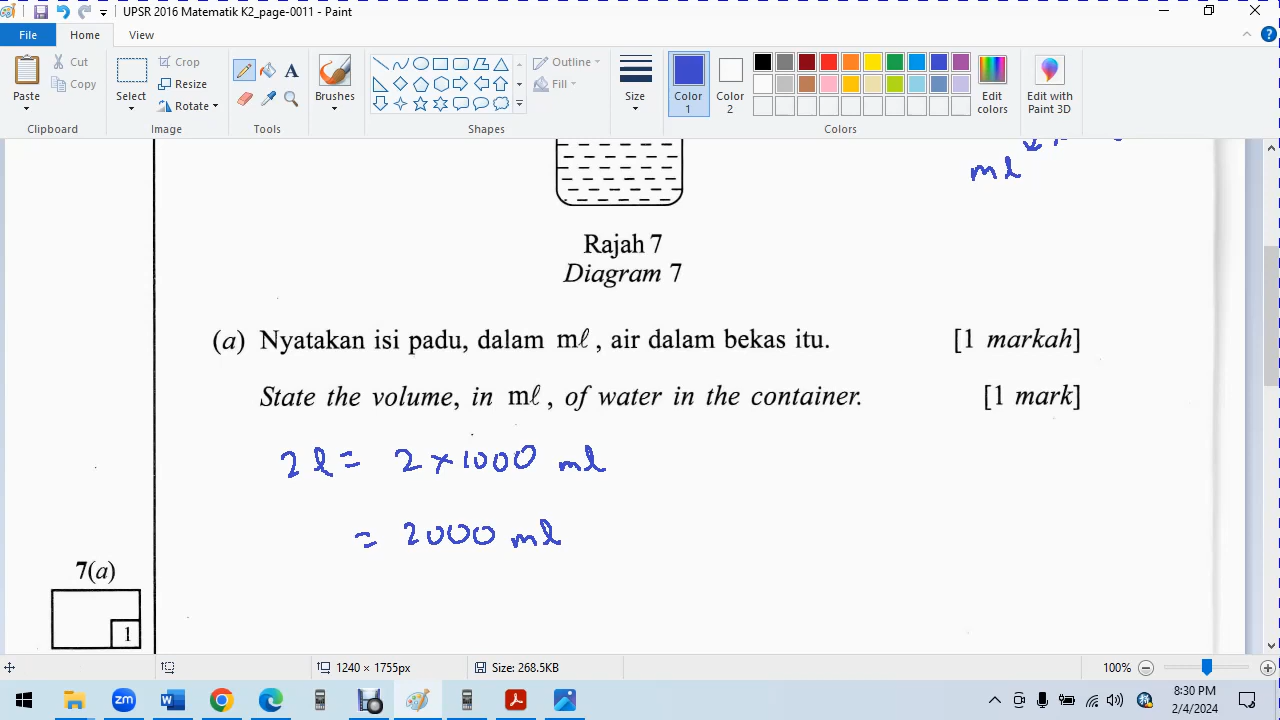 UPSR 2016 Matematik K2_page-0011 - Paint
File Home View
Paste Cut Copy Clipboard
Select Crop Resize Rotate Image
Tools
Brushes
Outline Fill Shapes
Size
Color 1 Color 2 Edit colors Colors
Edit with Paint 3D
ml
Rajah 7
Diagram 7
(a) Nyatakan isi padu, dalam mℓ, air dalam bekas itu. [1 markah]
State the volume, in mℓ, of water in the container. [1 mark]
2l = 2 × 1000 ml
= 2000 ml
7(a)
1
1240 × 1755px Size: 268.5KB 100%
zm W
8:30 PM
2/4/2024